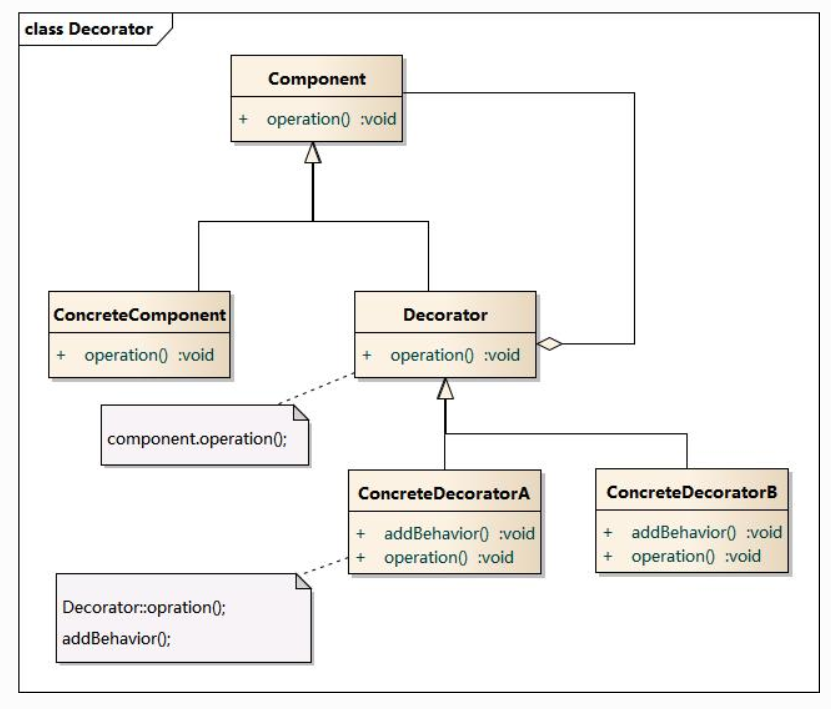 class Decorator
Component
+ operation() :void
ConcreteComponent
+ operation() :void
Decorator
+ operation() :void
component.operation();
ConcreteDecoratorA
+ addBehavior() :void
+ operation() :void
ConcreteDecoratorB
+ addBehavior() :void
+ operation() :void
Decorator::opration();
addBehavior();